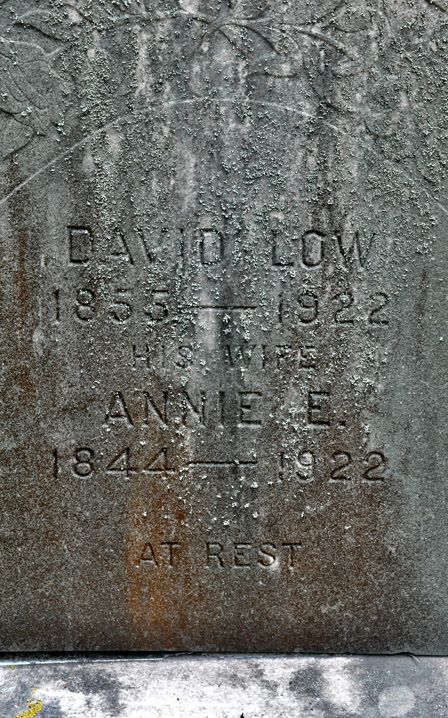 DAVID LOW
1855—1922
HIS WIFE
ANNIE E.
1844—1922
AT REST